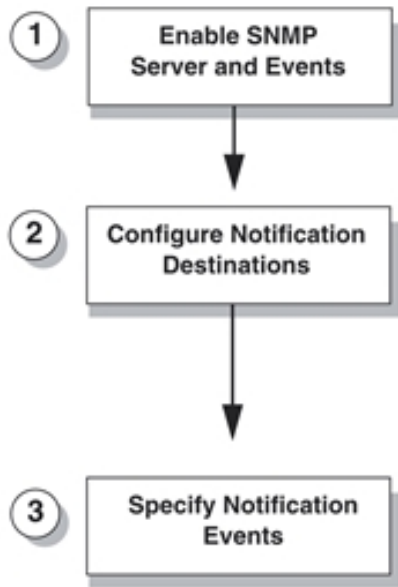 1
Enable SNMP
Server and Events
2
Configure Notification
Destinations
3
Specify Notification
Events